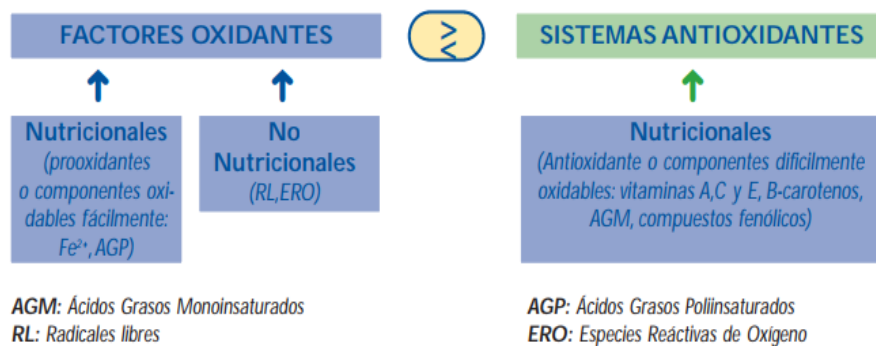 FACTORES OXIDANTES
>
<
SISTEMAS ANTIOXIDANTES
Nutricionales
(prooxidantes
o componentes oxi-
dables fácilmente:
Fe²⁺, AGP)
No
Nutricionales
(RL,ERO)
Nutricionales
(Antioxidante o componentes dificilmente
oxidables: vitaminas A,C y E, B-carotenos,
AGM, compuestos fenólicos)
AGM: Ácidos Grasos Monoinsaturados
RL: Radicales libres
AGP: Ácidos Grasos Poliinsaturados
ERO: Especies Reáctivas de Oxígeno